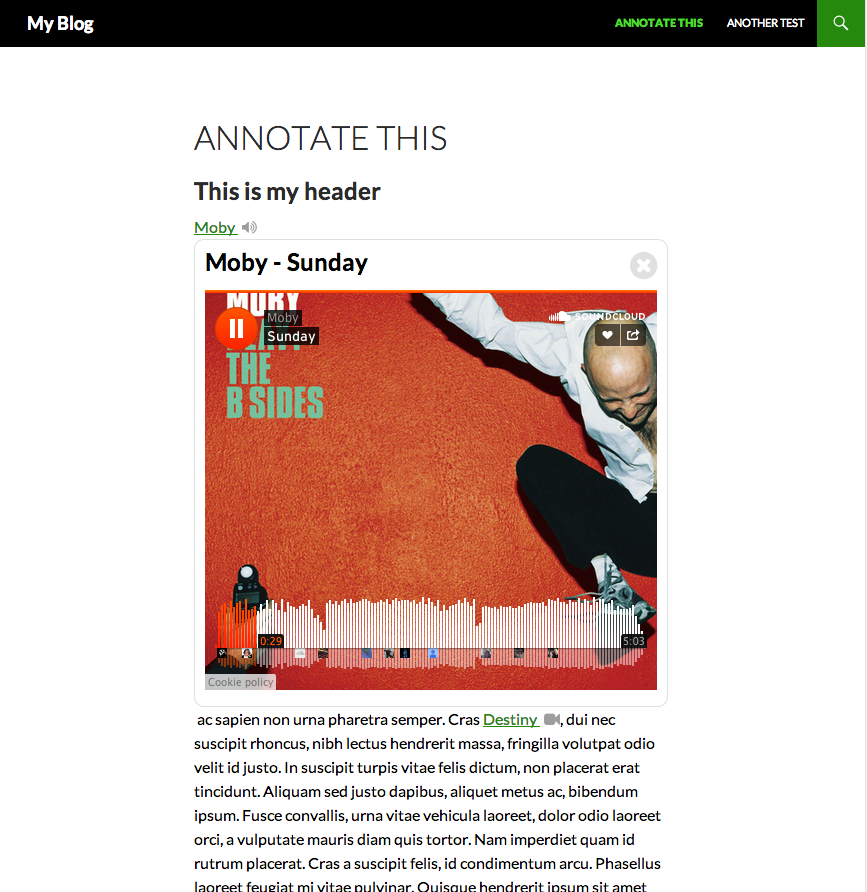 My Blog
ANNOTATE THIS
ANOTHER TEST
ANNOTATE THIS
This is my header
Moby
Moby - Sunday
MOBY
Moby
SOUNDCLOUD
Sunday
THE
B SIDES
0:29
5:03
Cookie policy
ac sapien non urna pharetra semper. Cras Destiny , dui nec
suscipit rhoncus, nibh lectus hendrerit massa, fringilla volutpat odio
velit id justo. In suscipit turpis vitae felis dictum, non placerat erat
tincidunt. Aliquam sed justo dapibus, aliquet metus ac, bibendum
ipsum. Fusce convallis, urna vitae vehicula laoreet, dolor odio laoreet
orci, a vulputate mauris diam quis tortor. Nam imperdiet quam id
rutrum placerat. Cras a suscipit felis, id condimentum arcu. Phasellus
laoreet feugiat mi vitae pulvinar. Quisque hendrerit ipsum sit amet